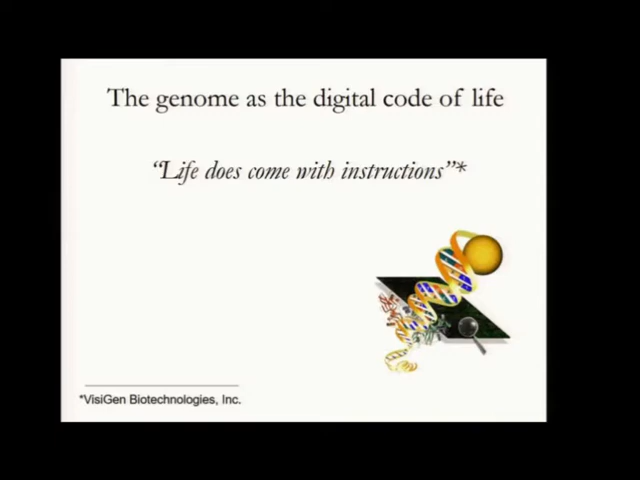 The genome as the digital code of life
“Life does come with instructions”*
*VisiGen Biotechnologies, Inc.